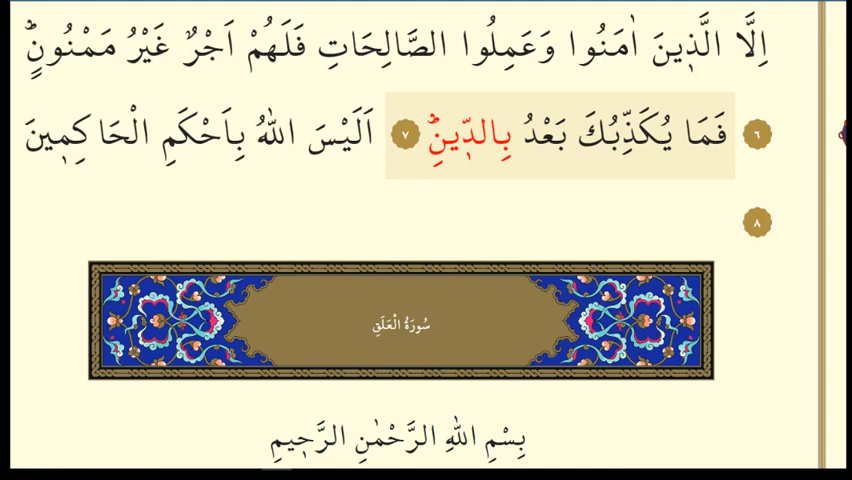 اِلَّا الَّذ۪ينَ اٰمَنُوا وَعَمِلُوا الصَّالِحَاتِ فَلَهُمْ اَجْرٌ غَيْرُ مَمْنُونٍۜ
٦ فَمَا يُكَذِّبُكَ بَعْدُ بِالدّ۪ينِۜ ٧ اَلَيْسَ اللّٰهُ بِاَحْكَمِ الْحَاكِم۪ينَ
٨
سُورَةُ الْعَلَقِ
بِسْمِ اللّٰهِ الرَّحْمٰنِ الرَّح۪يمِ